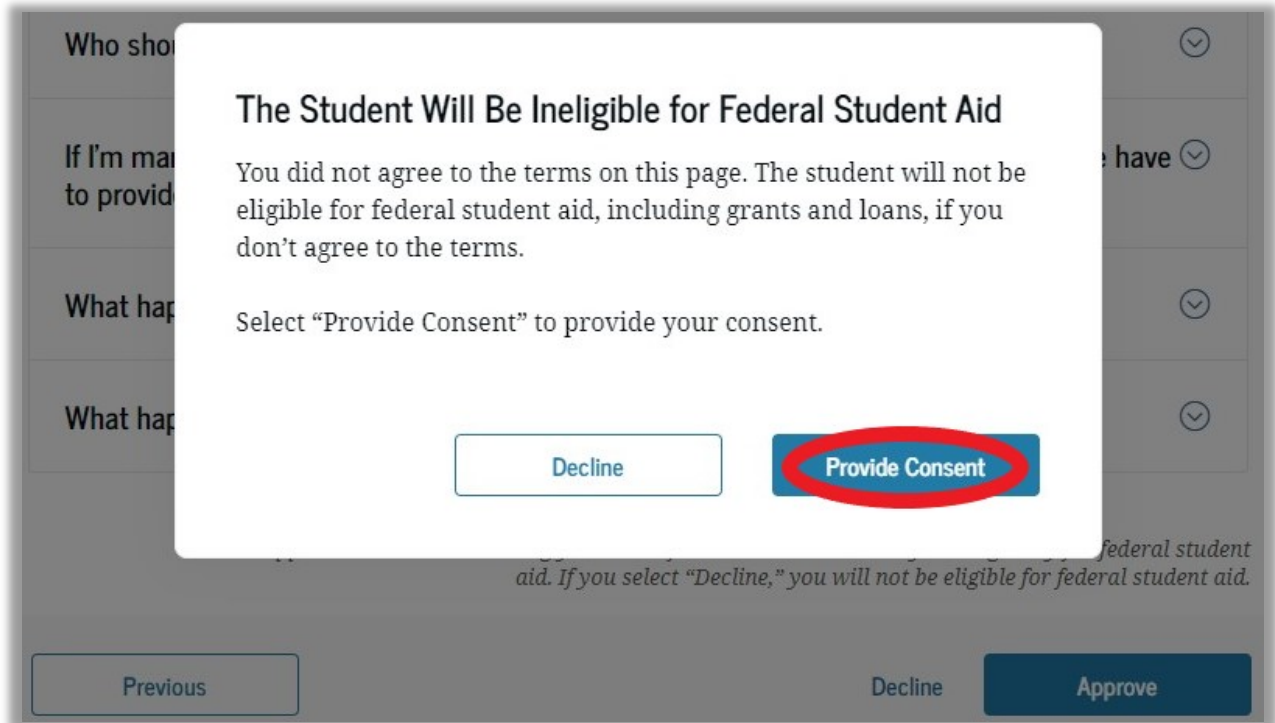 Who shou
The Student Will Be Ineligible for Federal Student Aid
If I'm mar
have
to provide
You did not agree to the terms on this page. The student will not be
eligible for federal student aid, including grants and loans, if you
don’t agree to the terms.
What hap
Select “Provide Consent” to provide your consent.
What hap
Decline
Provide Consent
federal student
aid. If you select “Decline,” you will not be eligible for federal student aid.
Previous
Decline
Approve